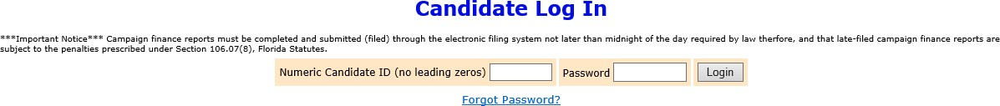 Candidate Log In
***Important Notice*** Campaign finance reports must be completed and submitted (filed) through the electronic filing system not later than midnight of the day required by law therfore, and that late-filed campaign finance reports are
subject to the penalties prescribed under Section 106.07(8), Florida Statutes.
Numeric Candidate ID (no leading zeros) Password Login
Forgot Password?